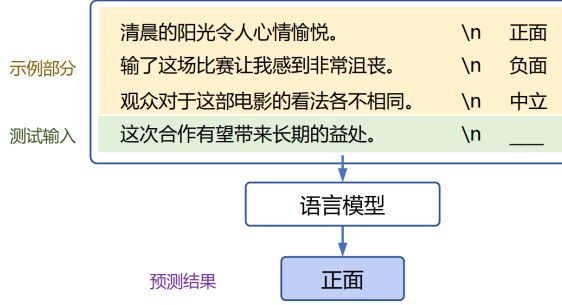 清晨的阳光令人心情愉悦。 \n 正面
示例部分
输了这场比赛让我感到非常沮丧。 \n 负面
观众对于这部电影的看法各不相同。 \n 中立
测试输入 这次合作有望带来长期的益处。 \n ___
语言模型
预测结果 正面